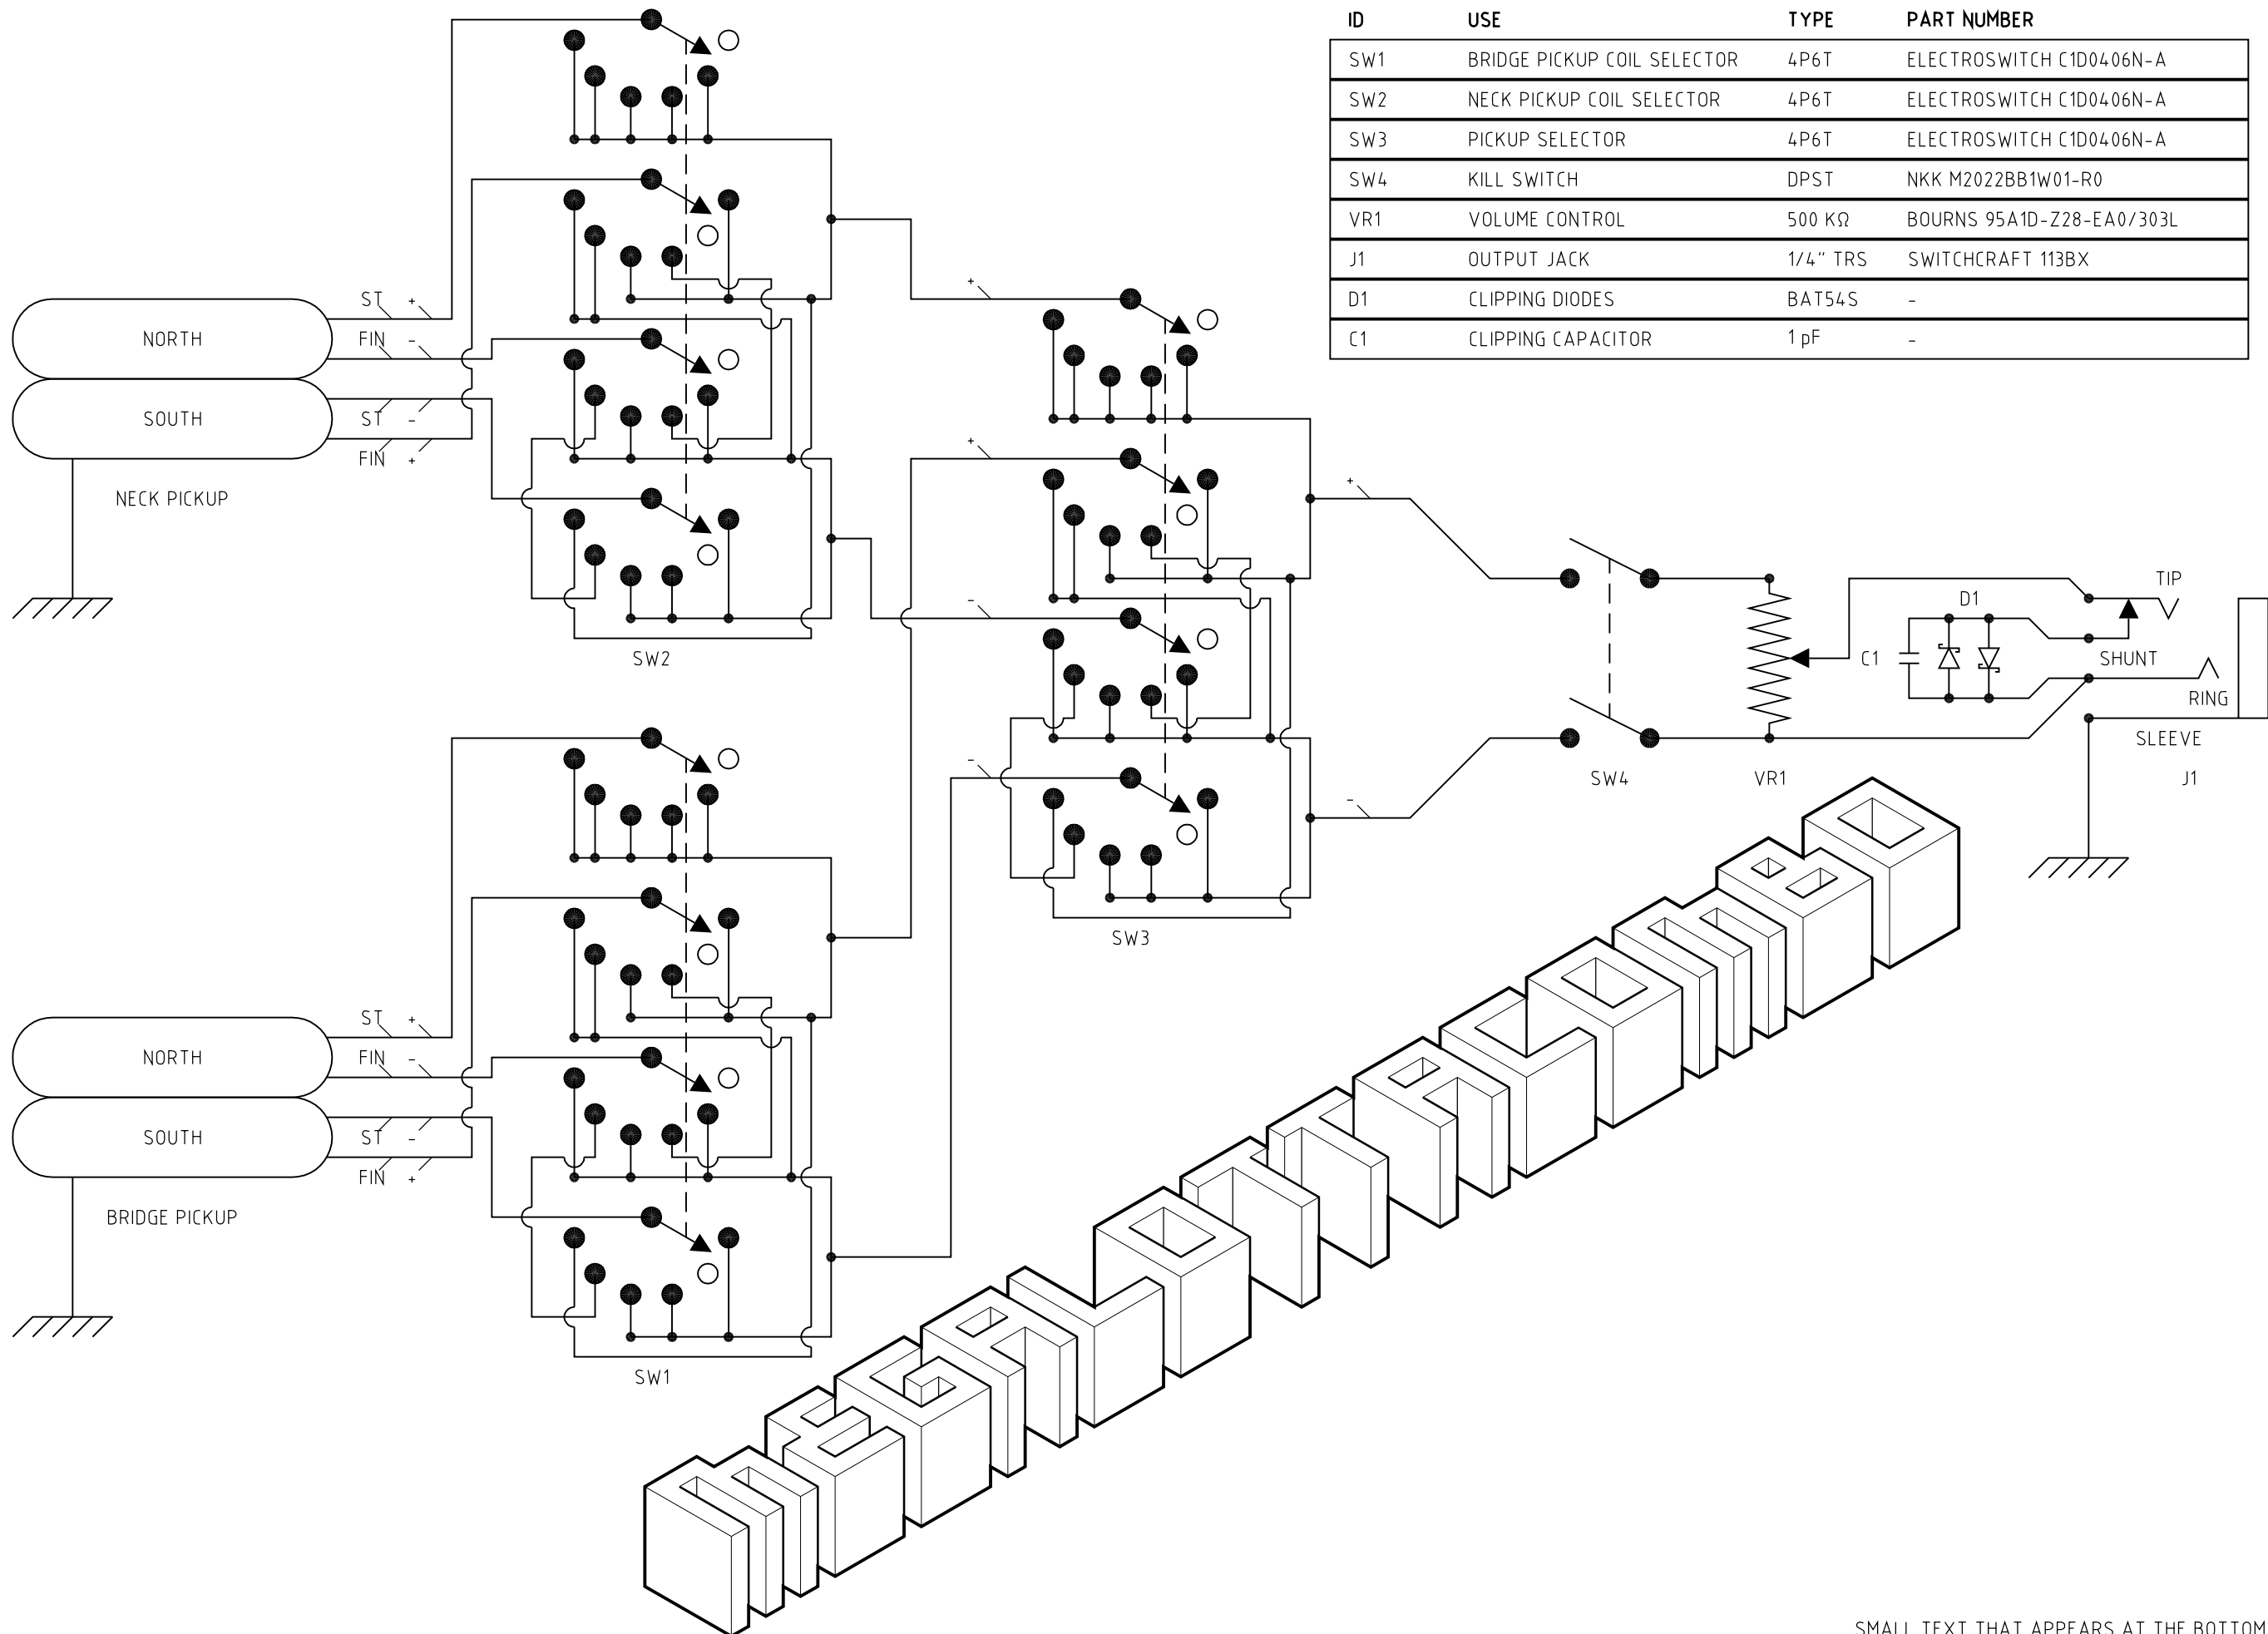 ID USE TYPE PART NUMBER
SW1 BRIDGE PICKUP COIL SELECTOR 4P6T ELECTROSWITCH C1D0406N-A
SW2 NECK PICKUP COIL SELECTOR 4P6T ELECTROSWITCH C1D0406N-A
SW3 PICKUP SELECTOR 4P6T ELECTROSWITCH C1D0406N-A
SW4 KILL SWITCH DPST NKK M2022BB1W01-R0
VR1 VOLUME CONTROL 500 KΩ BOURNS 95A1D-Z28-EA0/303L
J1 OUTPUT JACK 1/4" TRS SWITCHCRAFT 113BX
D1 CLIPPING DIODES BAT54S -
C1 CLIPPING CAPACITOR 1 pF -
ST +
NORTH
FIN -
SOUTH
ST -
FIN +
NECK PICKUP
SW2
+
+
-
-
SW3
+
-
SW4
VR1
C1
D1
TIP
SHUNT
RING
SLEEVE
J1
ST +
NORTH
FIN -
SOUTH
ST -
FIN +
BRIDGE PICKUP
SW1
MEGALOTTACOMBO
SMALL TEXT THAT APPEARS AT THE BOTTOM